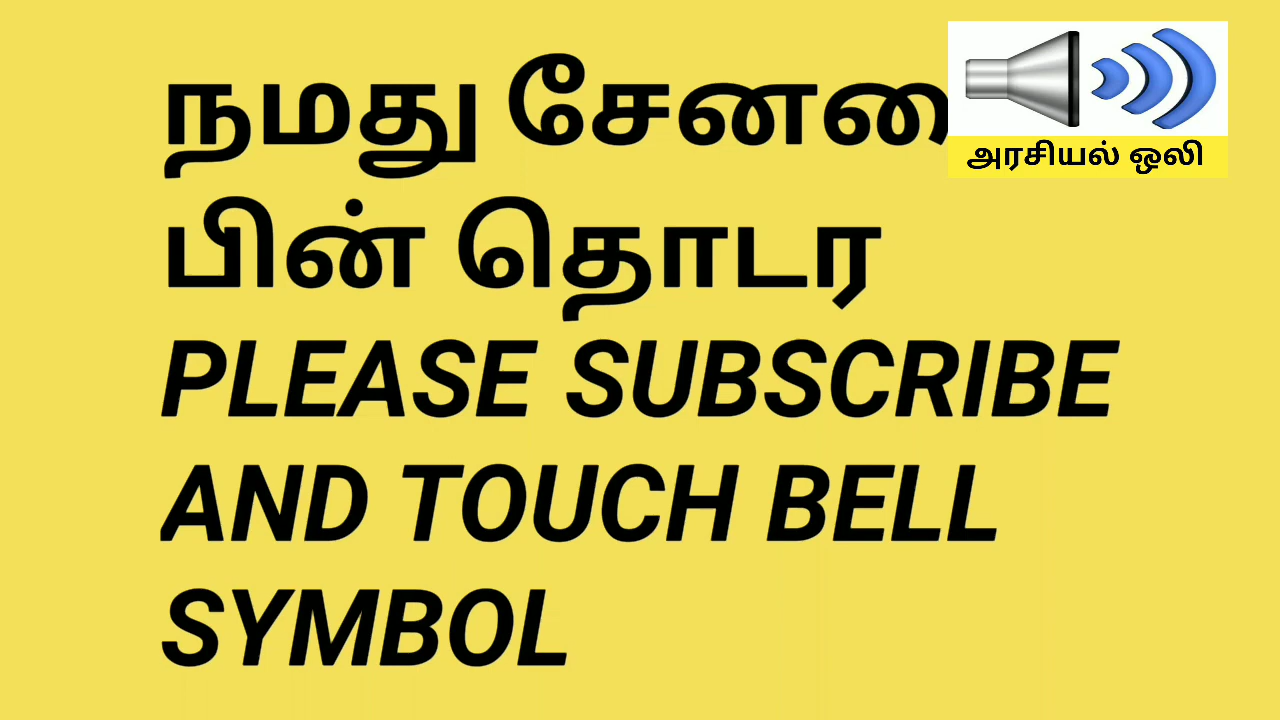 நமது
அரசியல் ஒலி
பின் தொடர
PLEASE SUBSCRIBE
AND TOUCH BELL
SYMBOL